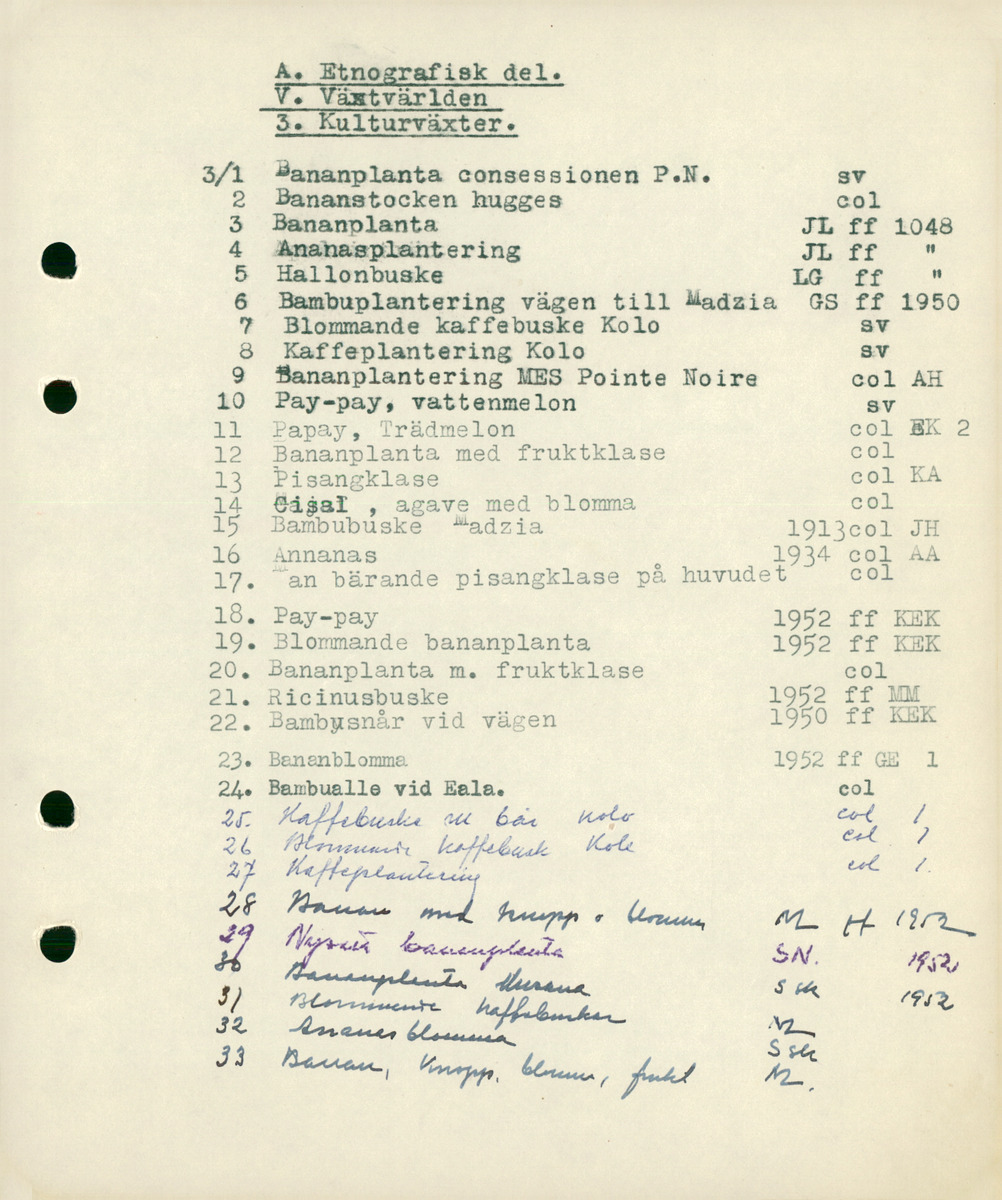 A. Etnografisk del.
V. Växtvärlden
3. Kulturväxter.
3/1 Bananplanta consessionen P.N. sv
2 Bananstocken hugges col
3 Bananplanta JL ff 1048
4 Ananasplantering JL ff "
5 Hallonbuske LG ff "
6 Bambuplantering vägen till Madzia GS ff 1950
7 Blommande kaffebuske Kolo sv
8 Kaffeplantering Kolo sv
9 Bananplantering MES Pointe Noire col AH
10 Pay-pay, vattenmelon sv
11 Papay, Trädmelon col EK 2
12 Bananplanta med fruktklase col
13 Pisangklase col KA
14 , agave med blomma col
15 Bambubuske Madzia 1913col JH
16 Annanas 1934 col AA
17. Man bärande pisangklase på huvudet col
18. Pay-pay 1952 ff KEK
19. Blommande bananplanta 1952 ff KEK
20. Bananplanta m. fruktklase col
21. Ricinusbuske 1952 ff MM
22. Bambusnår vid vägen 1950 ff KEK
23. Bananblomma 1952 ff GE 1
24. Bambualle vid Eala. col
25. Kaffebuske m bär Kolo col 1
26 Blommande kaffebusk Kolo col 1
27 Kaffeplantering col 1.
28 Banan med knopp o blomma M H 1952
29 bananplanta SN. 1952
30 Bananplanta Ssk 1952
31 Blommande kaffebuskar M
32 Ananasblomma Ssk
33 Banan, knopp, blomm, frukt M.